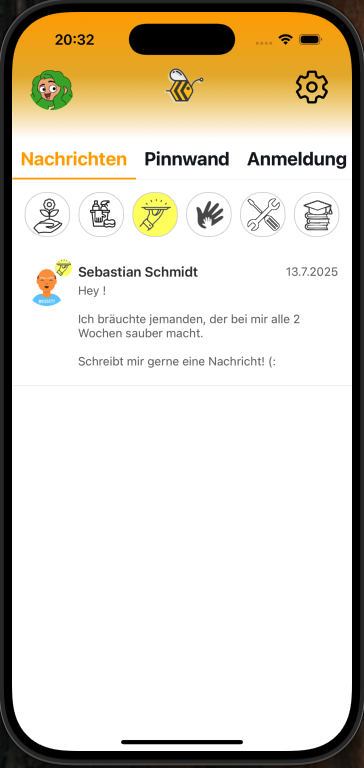 20:32
Nachrichten Pinnwand Anmeldung
Sebastian Schmidt 13.7.2025
Hey !
Ich bräuchte jemanden, der bei mir alle 2
Wochen sauber macht.
Schreibt mir gerne eine Nachricht! (: